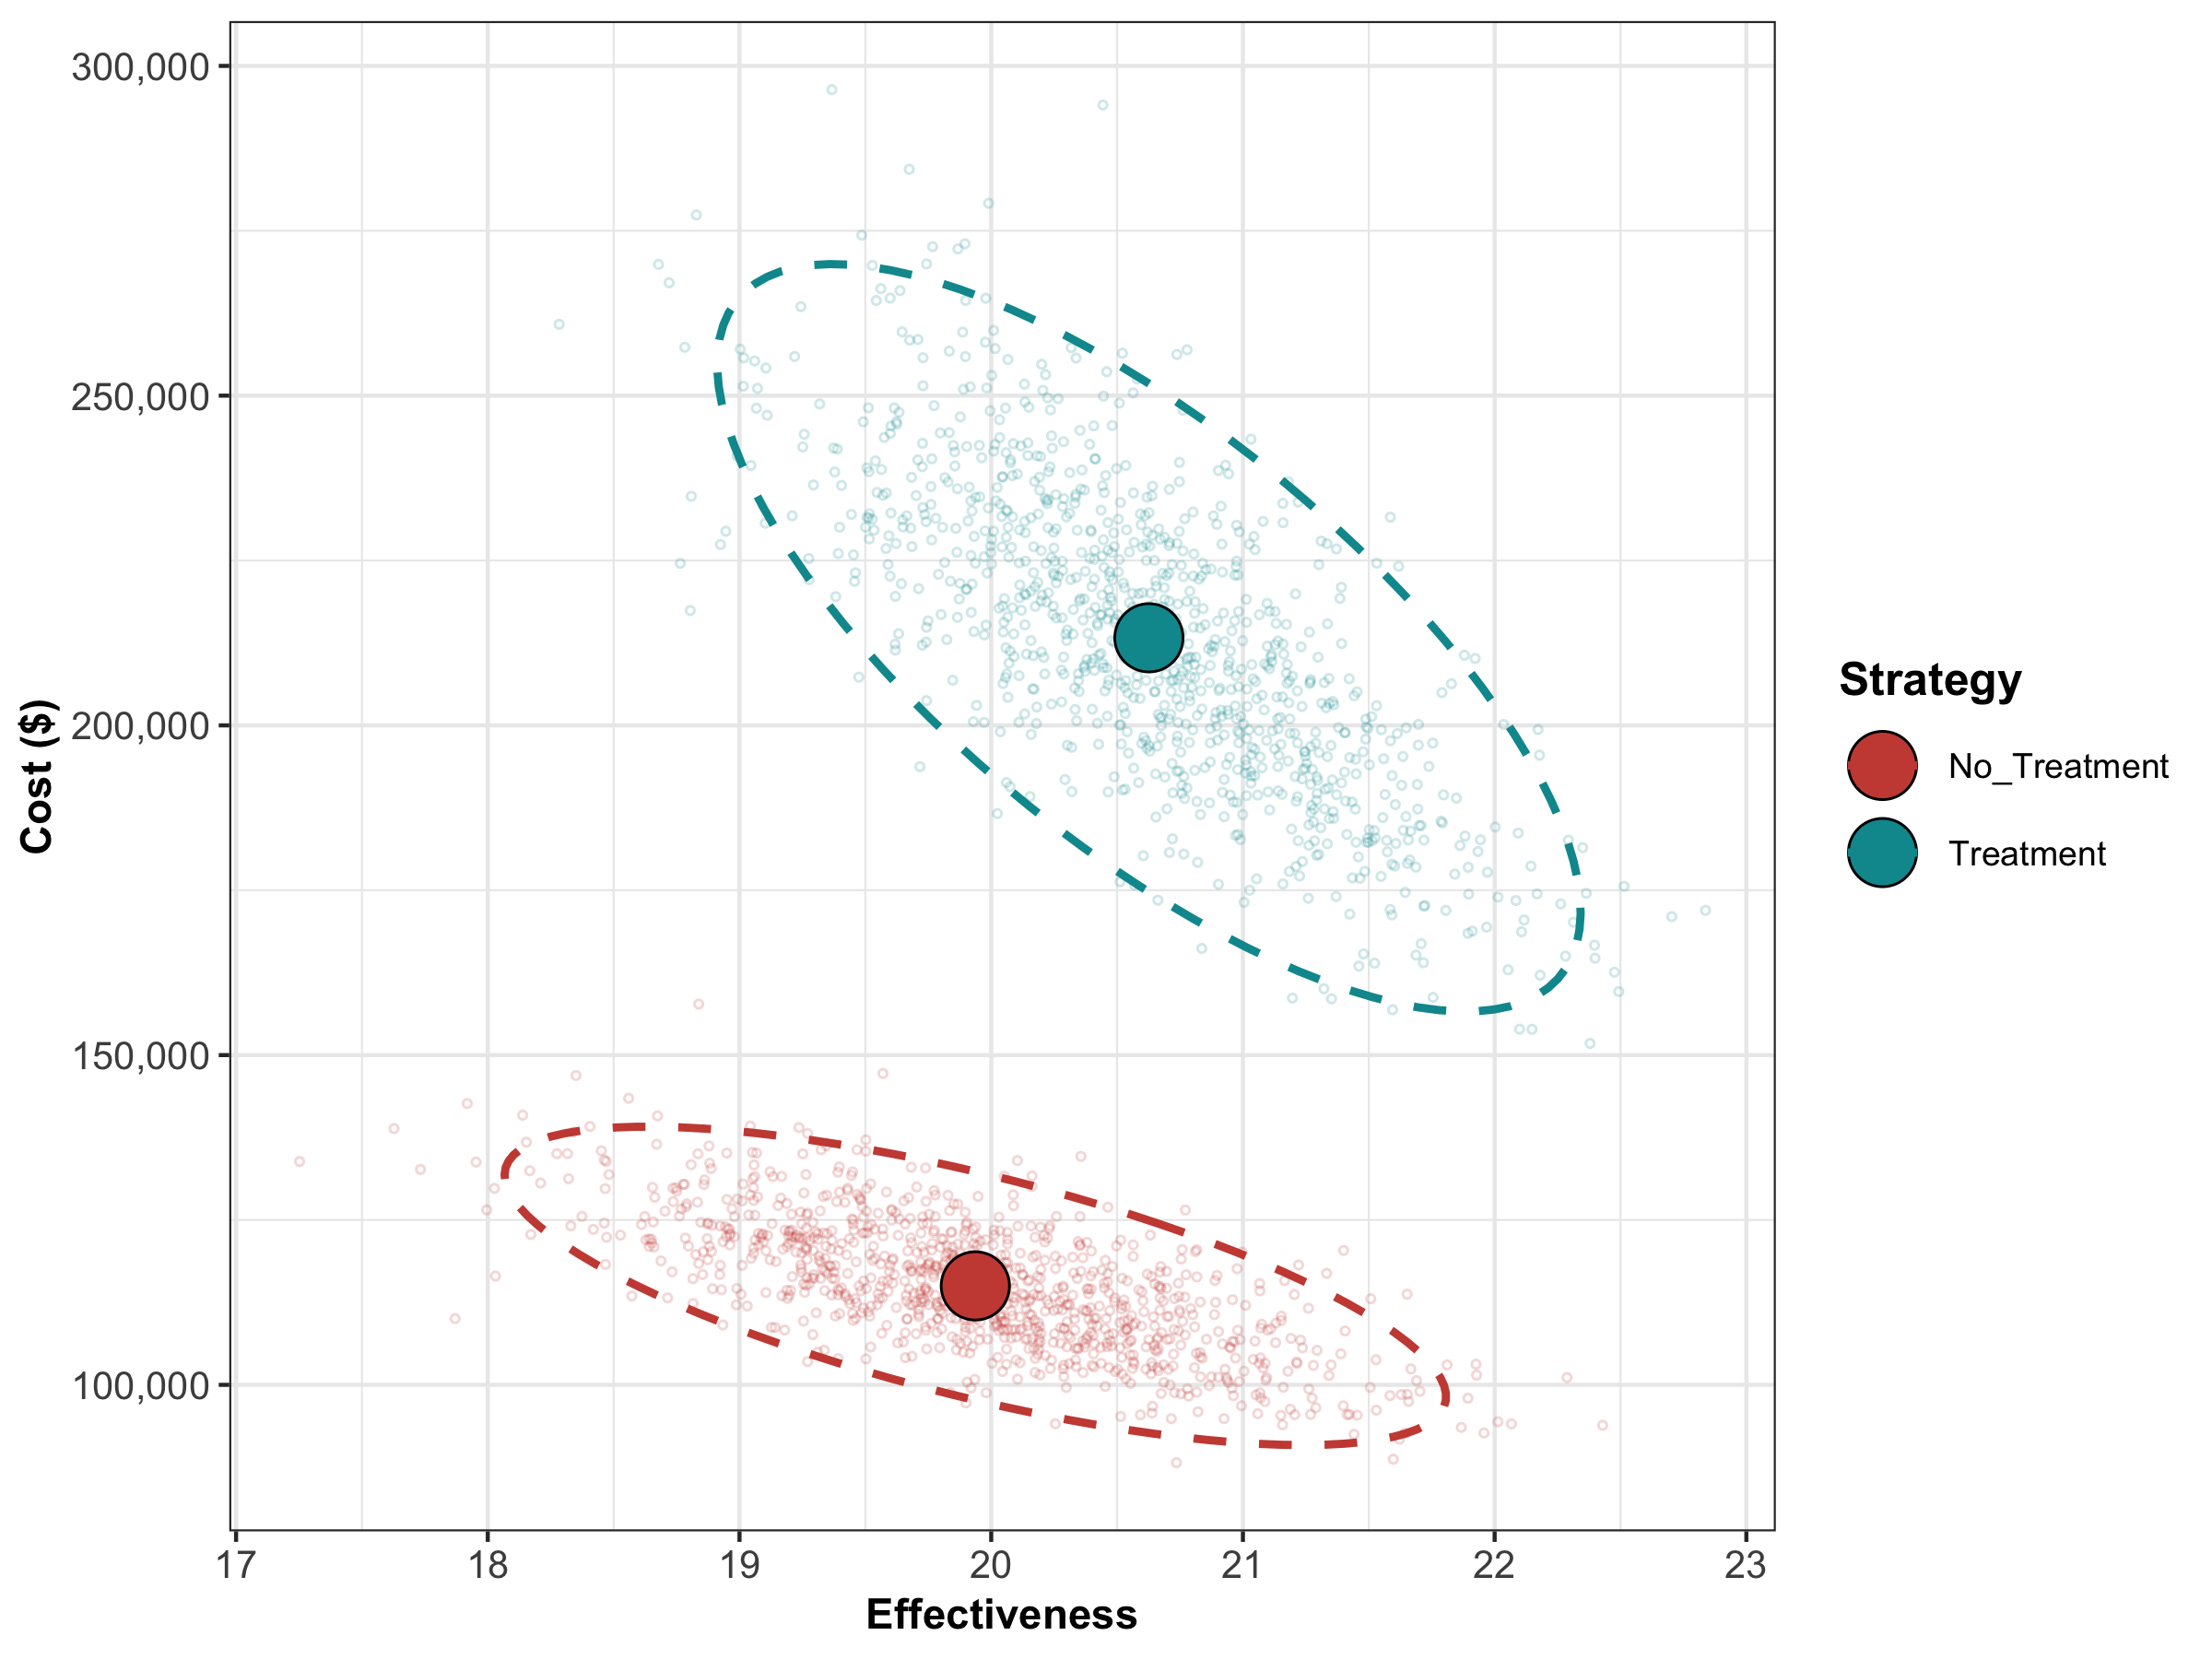 300,000
250,000
200,000
150,000
100,000
Cost ($)
17 18 19 20 21 22 23
Effectiveness
Strategy
No_Treatment
Treatment